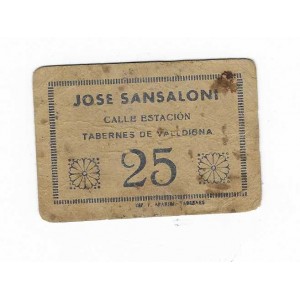 JOSE SANSALONI
CALLE ESTACIÓN
TABERNES DE VALLDIGNA
25